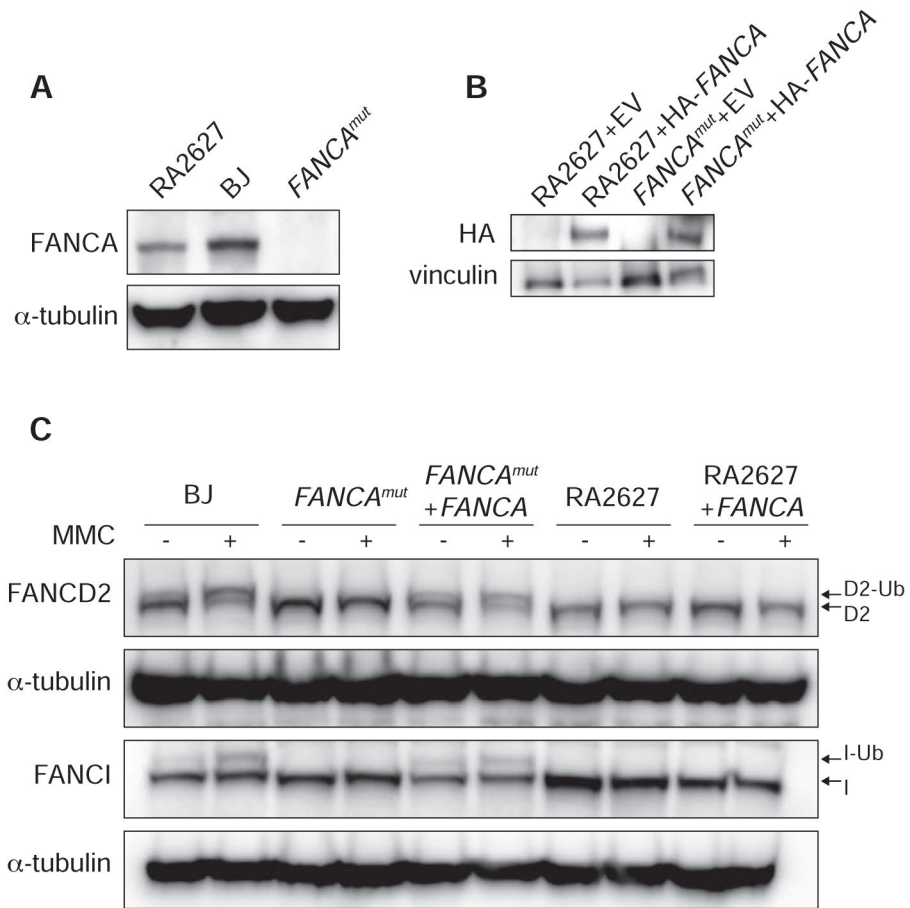 A
RA2627
BJ
FANCAmut
FANCA
α-tubulin
B
RA2627+EV
RA2627+HA-FANCA
FANCAmut+EV
FANCAmut+HA-FANCA
HA
vinculin
C
BJ
FANCAmut
FANCAmut
+FANCA
RA2627
RA2627
+FANCA
MMC - + - + - + - + - +
FANCD2
D2-Ub
D2
α-tubulin
FANCI
I-Ub
I
α-tubulin